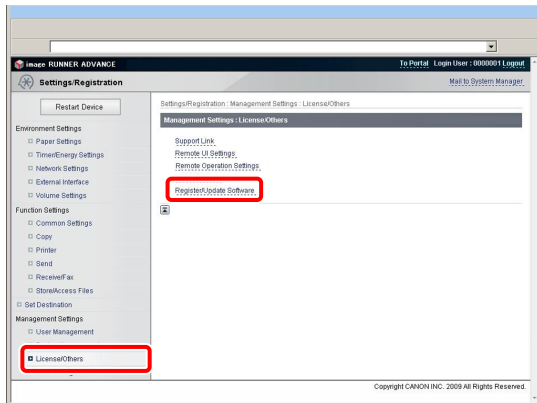 image RUNNER ADVANCE
To Portal Login User : 0000001 Logout
Settings/Registration
Mail to System Manager
Restart Device
Settings/Registration : Management Settings : License/Others
Management Settings : License/Others
Environment Settings
Paper Settings
Timer/Energy Settings
Network Settings
External Interface
Volume Settings
Support Link
Remote UI Settings
Remote Operation Settings
Register/Update Software
Function Settings
Common Settings
Copy
Printer
Send
Receive/Fax
Store/Access Files
Set Destination
Management Settings
User Management
License/Others
Copyright CANON INC. 2009 All Rights Reserved.